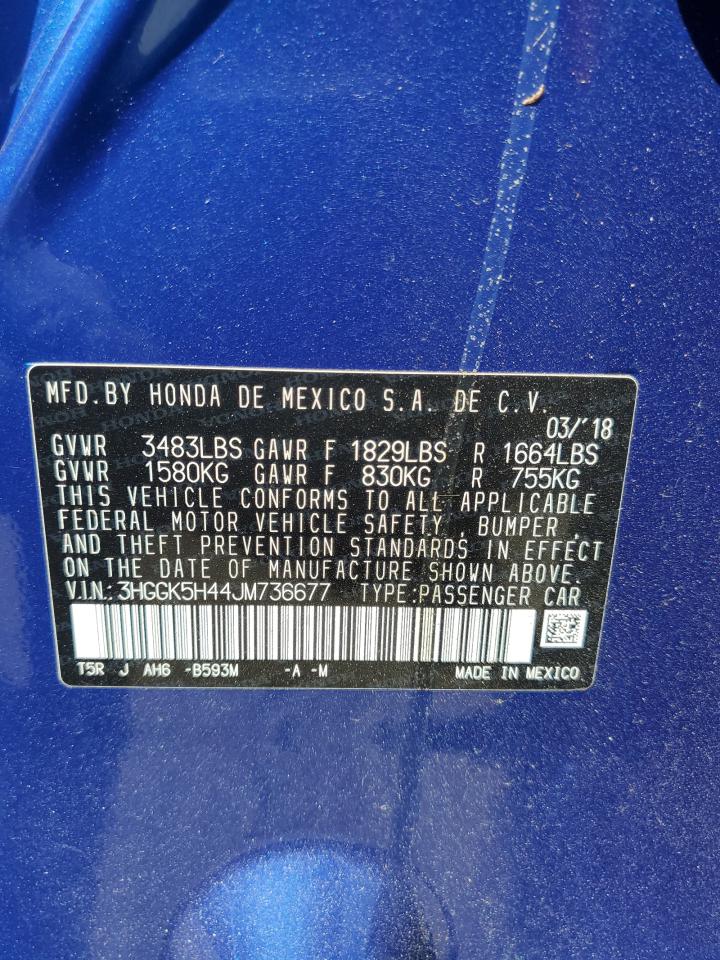 MFD.BY HONDA DE MEXICO S.A. DE C.V.
03/'18
GVWR 3483LBS GAWR F 1829LBS R 1664LBS
GVWR 1580KG GAWR F 830KG R 755KG
THIS VEHICLE CONFORMS TO ALL APPLICABLE
FEDERAL MOTOR VEHICLE SAFETY, BUMPER,
AND THEFT PREVENTION STANDARDS IN EFFECT
ON THE DATE OF MANUFACTURE SHOWN ABOVE.
V.I.N.: 3HGGK5H44JM736677 TYPE:PASSENGER CAR
T5R J AH6 -B593M -A -M MADE IN MEXICO